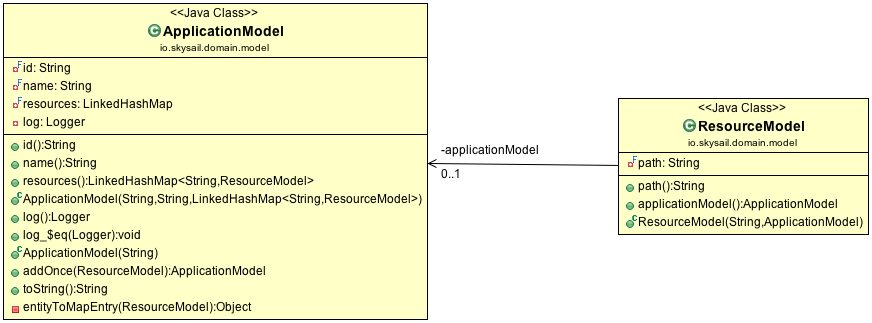 <<Java Class>>
ApplicationModel
io.skysail.domain.model
id: String
name: String
resources: LinkedHashMap
log: Logger
id():String
name():String
resources():LinkedHashMap<String,ResourceModel>
ApplicationModel(String,String,LinkedHashMap<String,ResourceModel>)
log():Logger
log_$eq(Logger):void
ApplicationModel(String)
addOnce(ResourceModel):ApplicationModel
toString():String
entityToMapEntry(ResourceModel):Object
-applicationModel
0..1
<<Java Class>>
ResourceModel
io.skysail.domain.model
path: String
path():String
applicationModel():ApplicationModel
ResourceModel(String,ApplicationModel)